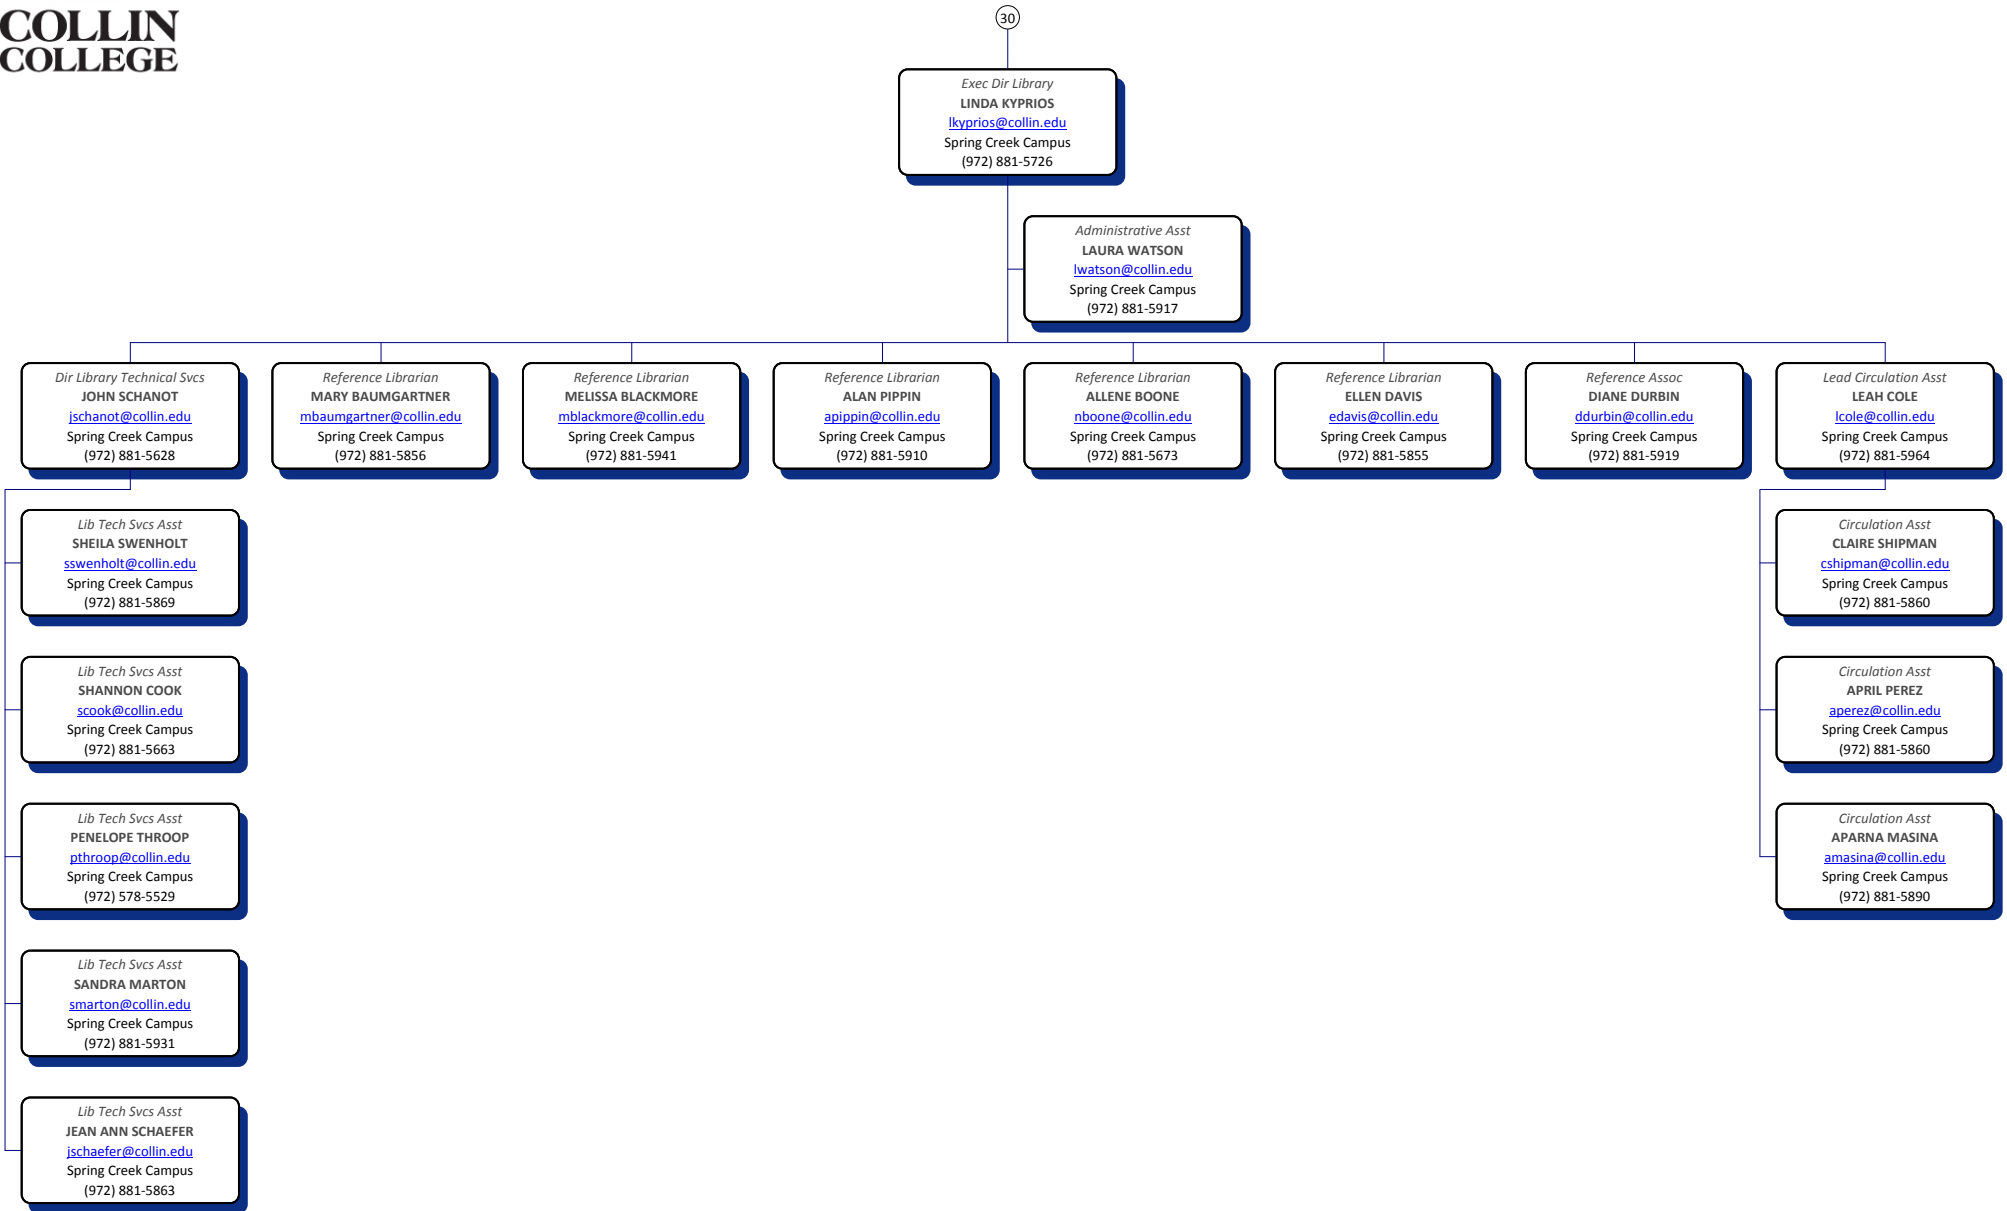 COLLIN
COLLEGE
30
Exec Dir Library
LINDA KYPRIOS
lkyprios@collin.edu
Spring Creek Campus
(972) 881-5726
Administrative Asst
LAURA WATSON
lwatson@collin.edu
Spring Creek Campus
(972) 881-5917
Dir Library Technical Svcs
JOHN SCHANOT
jschanot@collin.edu
Spring Creek Campus
(972) 881-5628
Reference Librarian
MARY BAUMGARTNER
mbaumgartner@collin.edu
Spring Creek Campus
(972) 881-5856
Reference Librarian
MELISSA BLACKMORE
mblackmore@collin.edu
Spring Creek Campus
(972) 881-5941
Reference Librarian
ALAN PIPPIN
apippin@collin.edu
Spring Creek Campus
(972) 881-5910
Reference Librarian
ALLENE BOONE
nboone@collin.edu
Spring Creek Campus
(972) 881-5673
Reference Librarian
ELLEN DAVIS
edavis@collin.edu
Spring Creek Campus
(972) 881-5855
Reference Assoc
DIANE DURBIN
ddurbin@collin.edu
Spring Creek Campus
(972) 881-5919
Lead Circulation Asst
LEAH COLE
lcole@collin.edu
Spring Creek Campus
(972) 881-5964
Lib Tech Svcs Asst
SHEILA SWENHOLT
sswenholt@collin.edu
Spring Creek Campus
(972) 881-5869
Lib Tech Svcs Asst
SHANNON COOK
scook@collin.edu
Spring Creek Campus
(972) 881-5663
Lib Tech Svcs Asst
PENELOPE THROOP
pthroop@collin.edu
Spring Creek Campus
(972) 578-5529
Lib Tech Svcs Asst
SANDRA MARTON
smarton@collin.edu
Spring Creek Campus
(972) 881-5931
Lib Tech Svcs Asst
JEAN ANN SCHAEFER
jschaefer@collin.edu
Spring Creek Campus
(972) 881-5863
Circulation Asst
CLAIRE SHIPMAN
cshipman@collin.edu
Spring Creek Campus
(972) 881-5860
Circulation Asst
APRIL PEREZ
aperez@collin.edu
Spring Creek Campus
(972) 881-5860
Circulation Asst
APARNA MASINA
amasina@collin.edu
Spring Creek Campus
(972) 881-5890